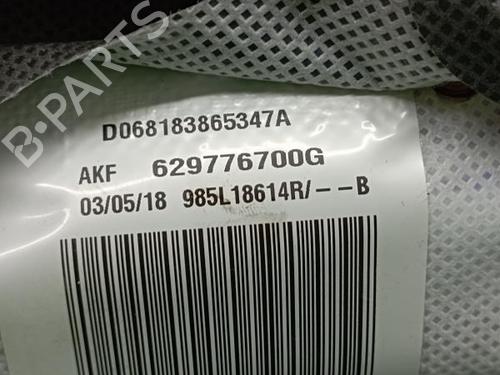 B-PARTS
D068183865347A
AKF 629776700G
03/05/18 985L18614R/--B